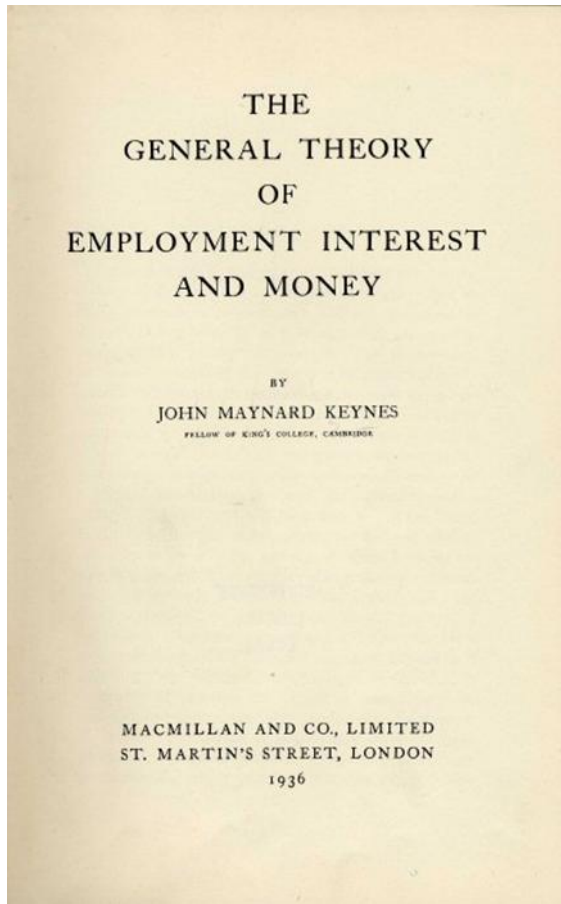 THE
GENERAL THEORY
OF
EMPLOYMENT INTEREST
AND MONEY
BY
JOHN MAYNARD KEYNES
FELLOW OF KING'S COLLEGE, CAMBRIDGE
MACMILLAN AND CO., LIMITED
ST. MARTIN'S STREET, LONDON
1936